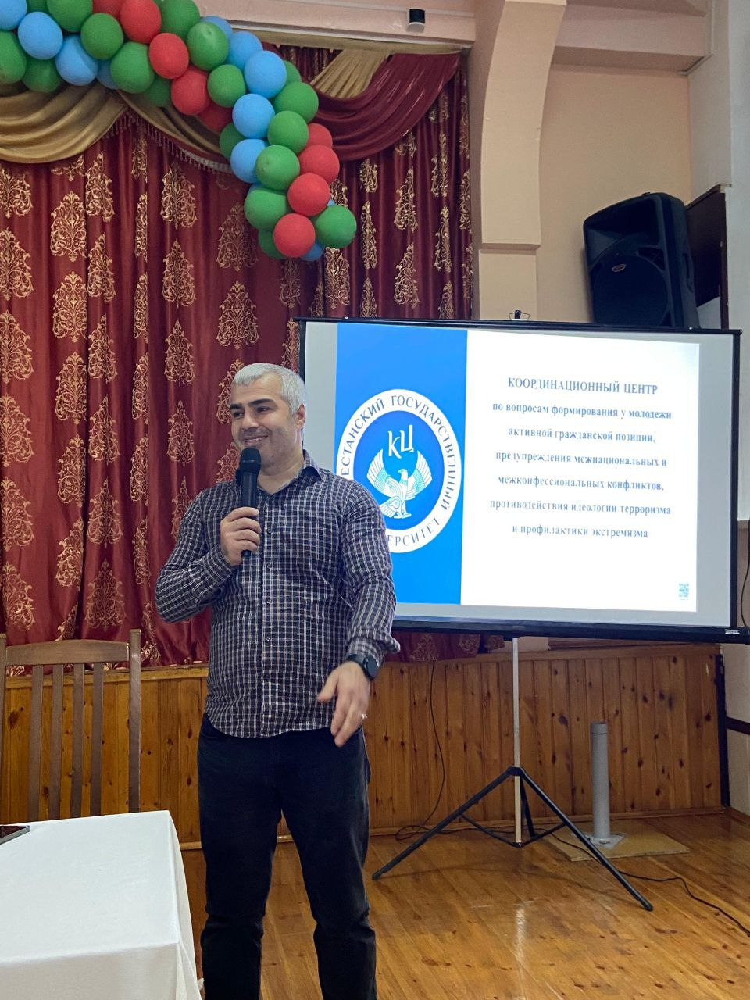 КООРДИНАЦИОННЫЙ ЦЕНТР
по вопросам формирования у молодежи
активной гражданской позиции,
предупреждения межнациональных и
межконфессиональных конфликтов,
противодействия идеологии терроризма
и профилактики экстремизма
ЕСТАНСКИЙ ГОСУДАРСТВЕННЫЙ
ЕРСИТЕТ
КЦ